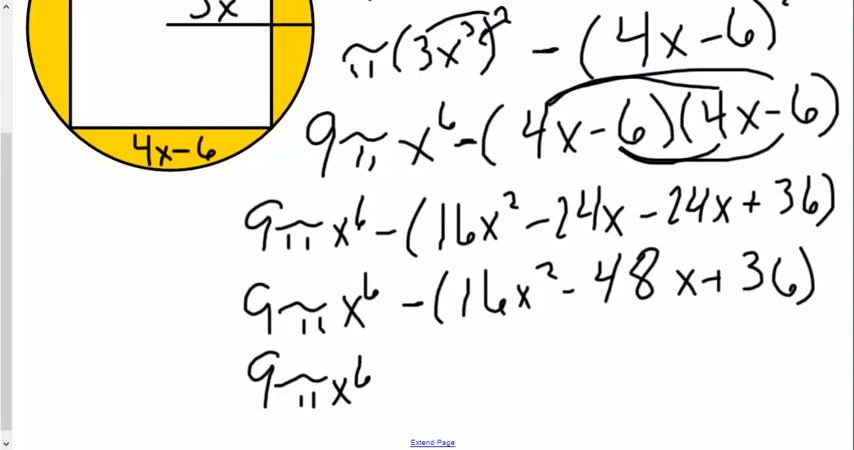 3x
4x-6
π(3x³)² - (4x-6)²
9πx⁶ - (4x-6)(4x-6)
9πx⁶ - (16x² - 24x - 24x + 36)
9πx⁶ - (16x² - 48x + 36)
9πx⁶
Extend Page